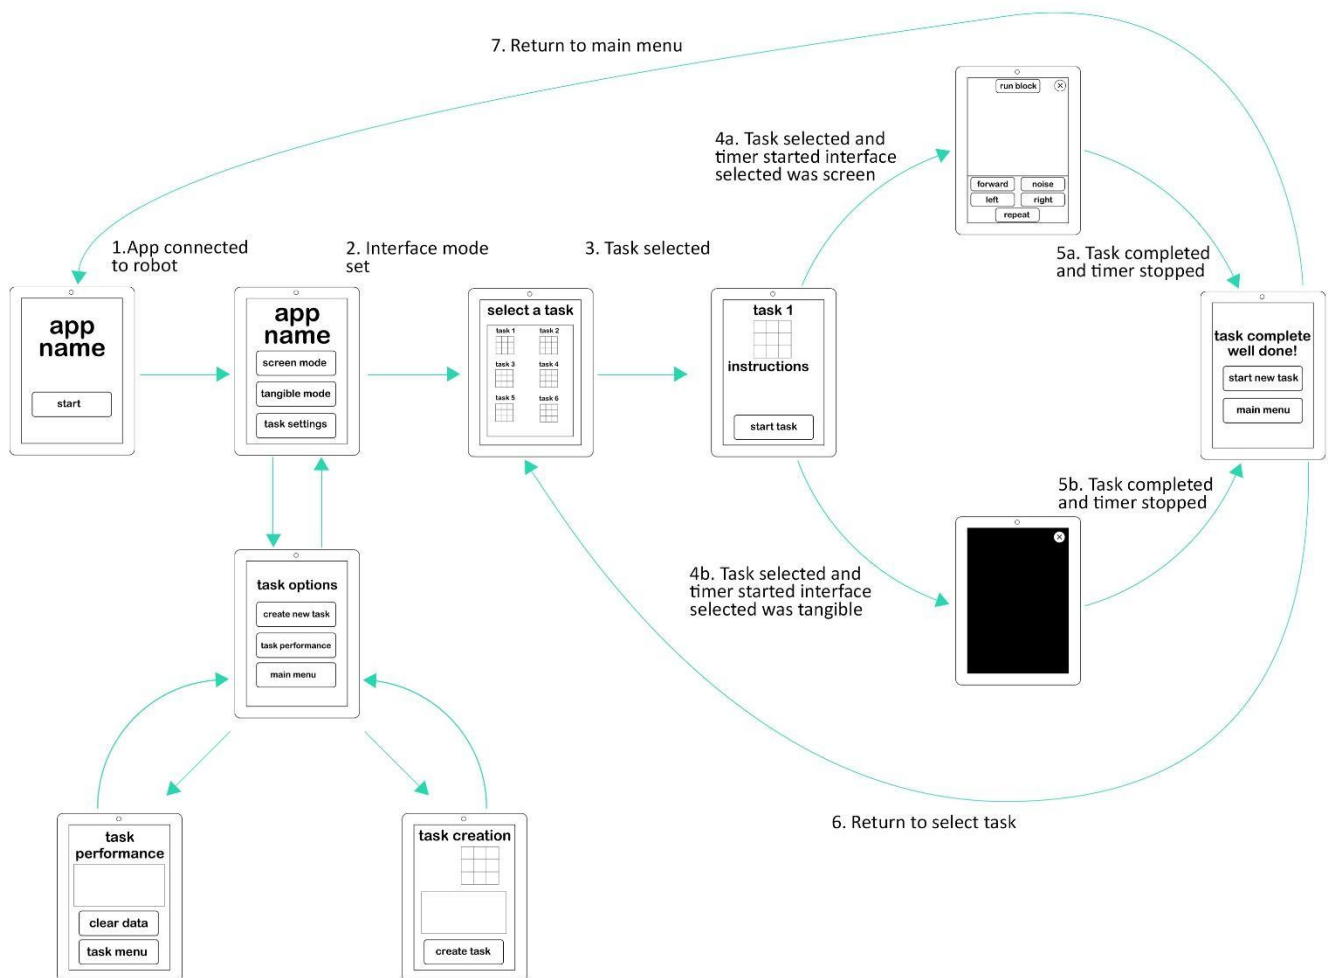 7. Return to main menu
run block
4a. Task selected and
timer started interface
selected was screen
forward
noise
left
right
repeat
1.App connected
to robot
2. Interface mode
set
3. Task selected
5a. Task completed
and timer stopped
app
name
start
app
name
screen mode
tangible mode
task settings
select a task
task 1
task 2
task 3
task 4
task 5
task 6
task 1
instructions
start task
task complete
well done!
start new task
main menu
5b. Task completed
and timer stopped
4b. Task selected and
timer started interface
selected was tangible
task options
create new task
task performance
main menu
6. Return to select task
task
performance
clear data
task menu
task creation
create task